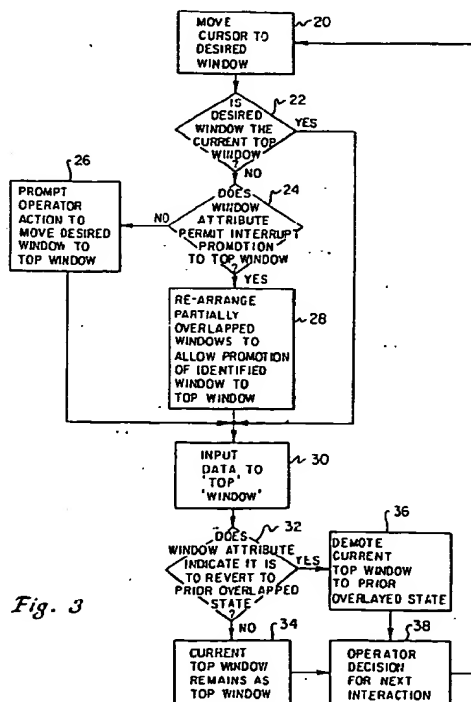 MOVE
CURSOR TO
DESIRED
WINDOW
20
IS
DESIRED
WINDOW THE
CURRENT TOP
WINDOW
?
22
YES
NO
26
PROMPT
OPERATOR
ACTION TO
MOVE DESIRED
WINDOW TO
TOP WINDOW
DOES
WINDOW
ATTRIBUTE
PERMIT INTERRUPT
PROMOTION
TO TOP WINDOW
?
24
NO
YES
RE-ARRANGE
PARTIALLY
OVERLAPPED
WINDOWS TO
ALLOW PROMOTION
OF IDENTIFIED
WINDOW TO
TOP WINDOW
28
INPUT
DATA TO
'TOP'
'WINDOW'
30
DOES
WINDOW ATTRIBUTE
INDICATE IT IS
TO REVERT TO
PRIOR OVERLAPPED
STATE
?
32
YES
NO
36
DEMOTE
CURRENT
TOP WINDOW
TO PRIOR
OVERLAYED STATE
34
CURRENT
TOP WINDOW
REMAINS AS
TOP WINDOW
38
OPERATOR
DECISION
FOR NEXT
INTERACTION
Fig. 3